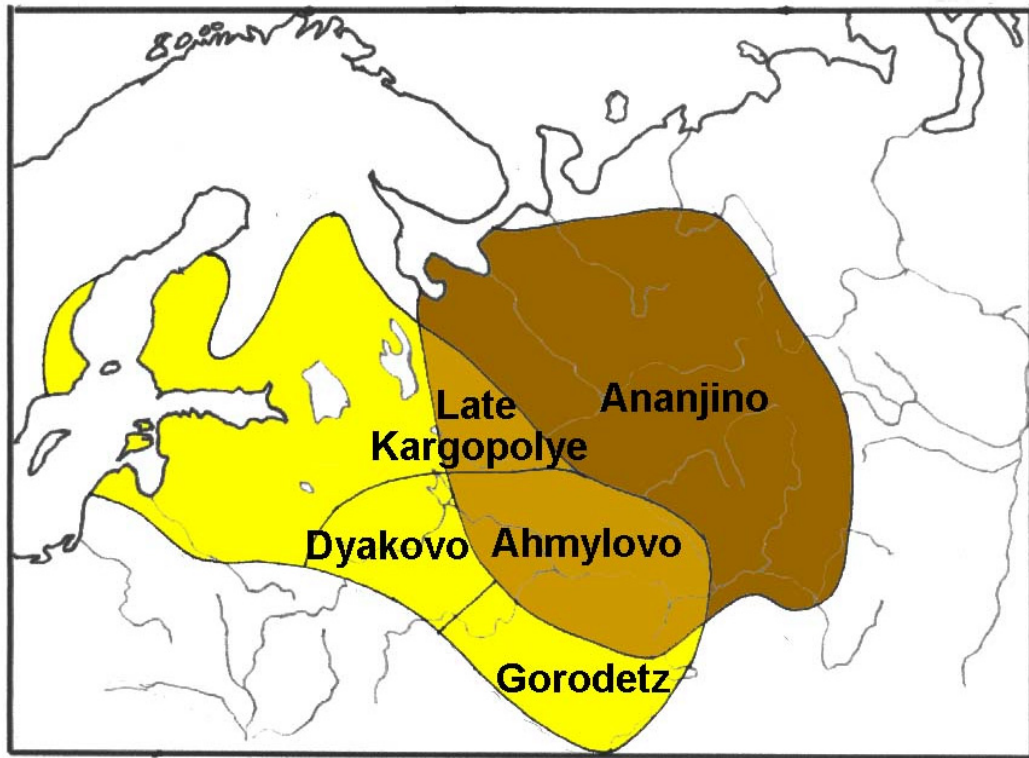 Late
Kargopolye
Ananjino
Dyakovo
Ahmylovo
Gorodetz